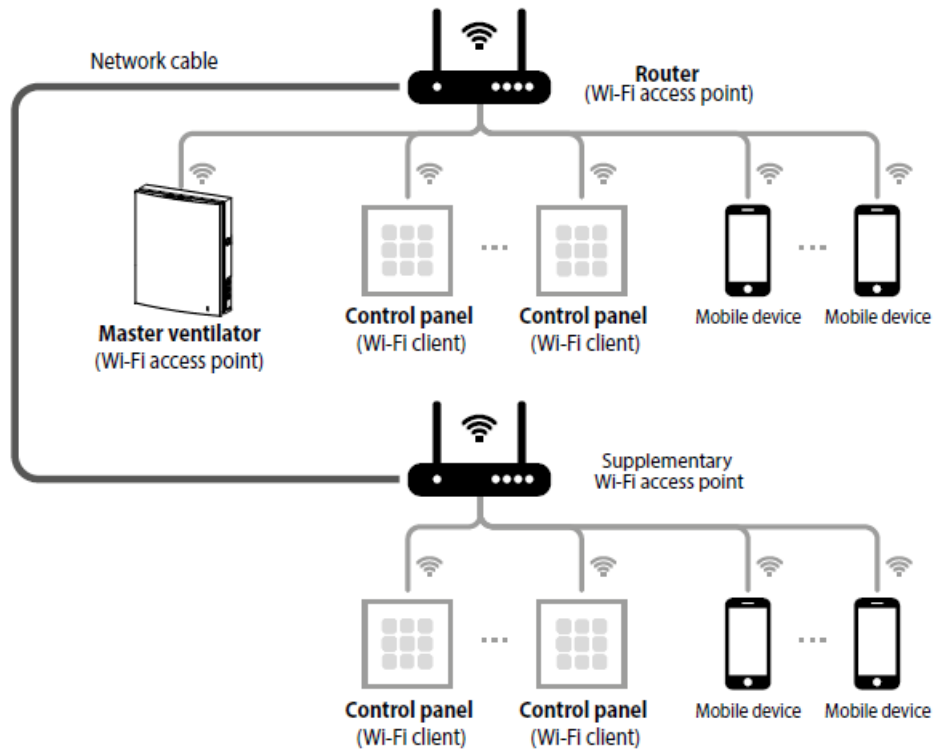 Network cable
Router
(Wi-Fi access point)
Master ventilator
(Wi-Fi access point)
Control panel
(Wi-Fi client)
Control panel
(Wi-Fi client)
Mobile device
Mobile device
Supplementary
Wi-Fi access point
Control panel
(Wi-Fi client)
Control panel
(Wi-Fi client)
Mobile device
Mobile device